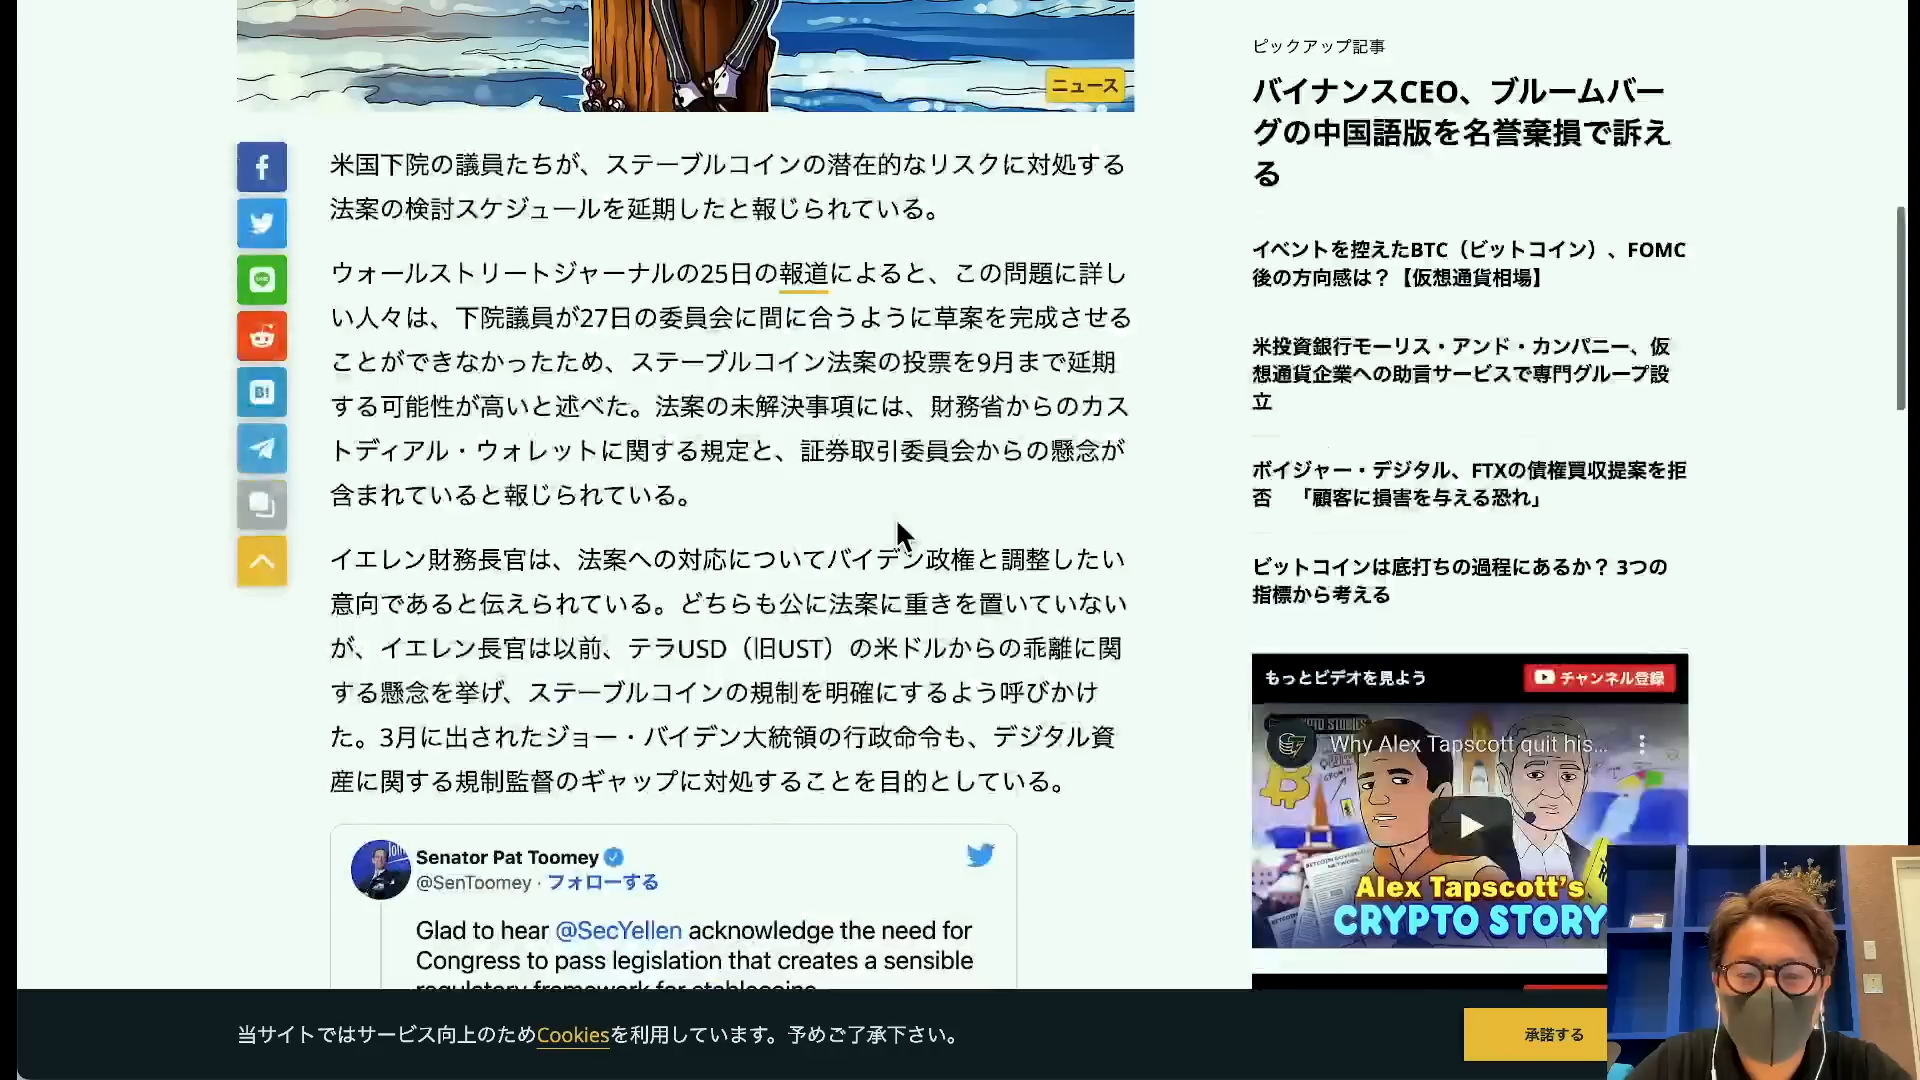 ニュース
米国下院の議員たちが、ステーブルコインの潜在的なリスクに対処する
法案の検討スケジュールを延期したと報じられている。
ウォールストリートジャーナルの25日の報道によると、この問題に詳し
い人々は、下院議員が27日の委員会に間に合うように草案を完成させる
ことができなかったため、ステーブルコイン法案の投票を9月まで延期
する可能性が高いと述べた。法案の未解決事項には、財務省からのカス
トディアル・ウォレットに関する規定と、証券取引委員会からの懸念が
含まれていると報じられている。
イエレン財務長官は、法案への対応についてバイデン政権と調整したい
意向であると伝えられている。どちらも公に法案に重きを置いていない
が、イエレン長官は以前、テラUSD（旧UST）の米ドルからの乖離に関
する懸念を挙げ、ステーブルコインの規制を明確にするよう呼びかけ
た。3月に出されたジョー・バイデン大統領の行政命令も、デジタル資
産に関する規制監督のギャップに対処することを目的としている。
Senator Pat Toomey
@SenToomey · フォローする
Glad to hear @SecYellen acknowledge the need for
Congress to pass legislation that creates a sensible
regulatory framework for stablecoins
ピックアップ記事
バイナンスCEO、ブルームバー
グの中国語版を名誉棄損で訴え
る
イベントを控えたBTC（ビットコイン）、FOMC
後の方向感は？【仮想通貨相場】
米投資銀行モーリス・アンド・カンパニー、仮
想通貨企業への助言サービスで専門グループ設
立
ボイジャー・デジタル、FTXの債権買収提案を拒
否　「顧客に損害を与える恐れ」
ビットコインは底打ちの過程にあるか？ 3つの
指標から考える
もっとビデオを見よう
チャンネル登録
Why Alex Tapscott quit his...
Alex Tapscott's
CRYPTO STORY
当サイトではサービス向上のためCookiesを利用しています。予めご了承下さい。
承諾する